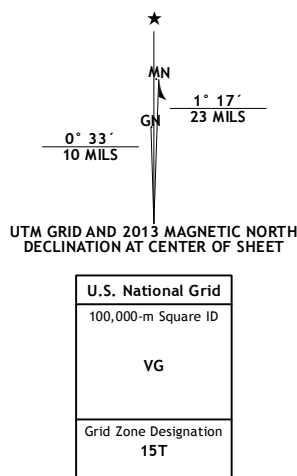 MN
1° 17´
23 MILS
GN
0° 33´
10 MILS
UTM GRID AND 2013 MAGNETIC NORTH
DECLINATION AT CENTER OF SHEET
U.S. National Grid
100,000-m Square ID
VG
Grid Zone Designation
15T